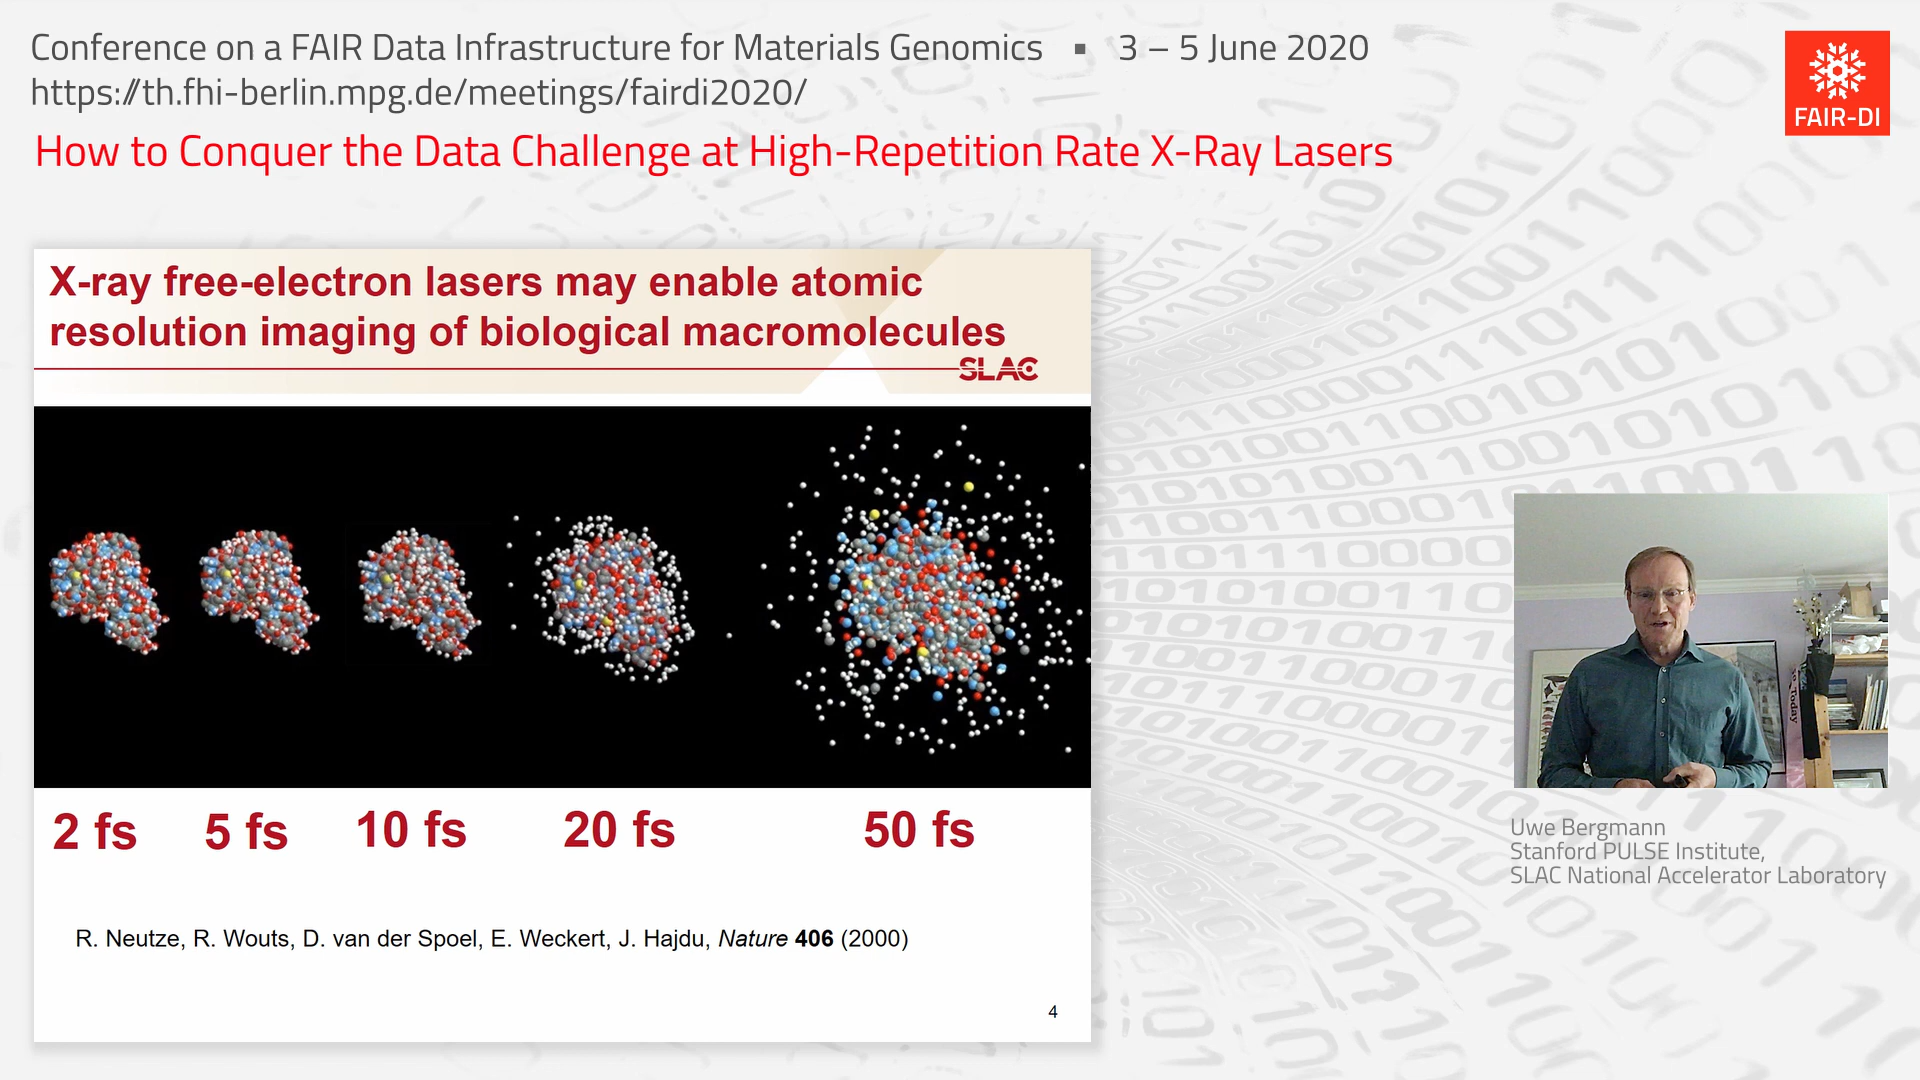 Conference on a FAIR Data Infrastructure for Materials Genomics ▪ 3 – 5 June 2020
https://th.fhi-berlin.mpg.de/meetings/fairdi2020/
FAIR-DI
How to Conquer the Data Challenge at High-Repetition Rate X-Ray Lasers
X-ray free-electron lasers may enable atomic
resolution imaging of biological macromolecules
SLAC
2 fs 5 fs 10 fs 20 fs 50 fs
R. Neutze, R. Wouts, D. van der Spoel, E. Weckert, J. Hajdu, Nature 406 (2000)
4
Today
Uwe Bergmann
Stanford PULSE Institute,
SLAC National Accelerator Laboratory